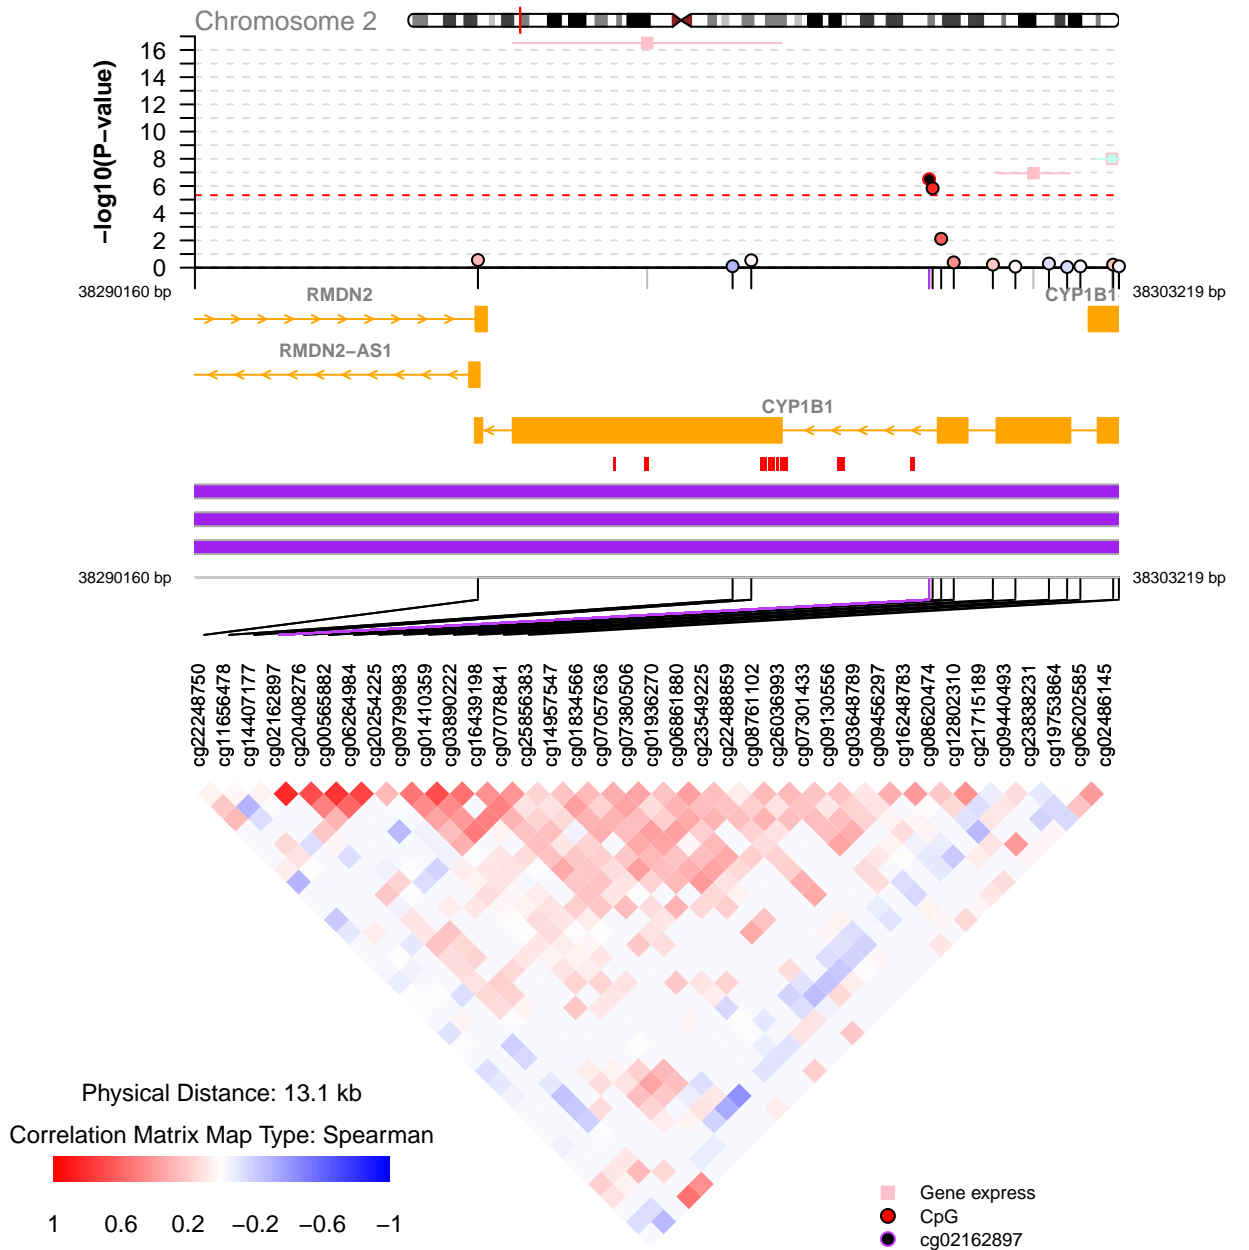 Chromosome 2
−log10(P−value)
16
14
12
10
8
6
4
2
0
38290160 bp
38303219 bp
RMDN2
CYP1B1
RMDN2−AS1
CYP1B1
38290160 bp
38303219 bp
cg22248750
cg11656478
cg14407177
cg02162897
cg20408276
cg00565882
cg06264984
cg20254225
cg09799983
cg01410359
cg03890222
cg16439198
cg07078841
cg25856383
cg14957547
cg01834566
cg07057636
cg07380506
cg01936270
cg06861880
cg23549225
cg22488859
cg08761102
cg26036993
cg07301433
cg09130556
cg03648789
cg09456297
cg16248783
cg08620474
cg12802310
cg21715189
cg09440493
cg23838231
cg19753864
cg06202585
cg02486145
Physical Distance: 13.1 kb
Correlation Matrix Map Type: Spearman
1 0.6 0.2 −0.2 −0.6 −1
Gene express
CpG
cg02162897